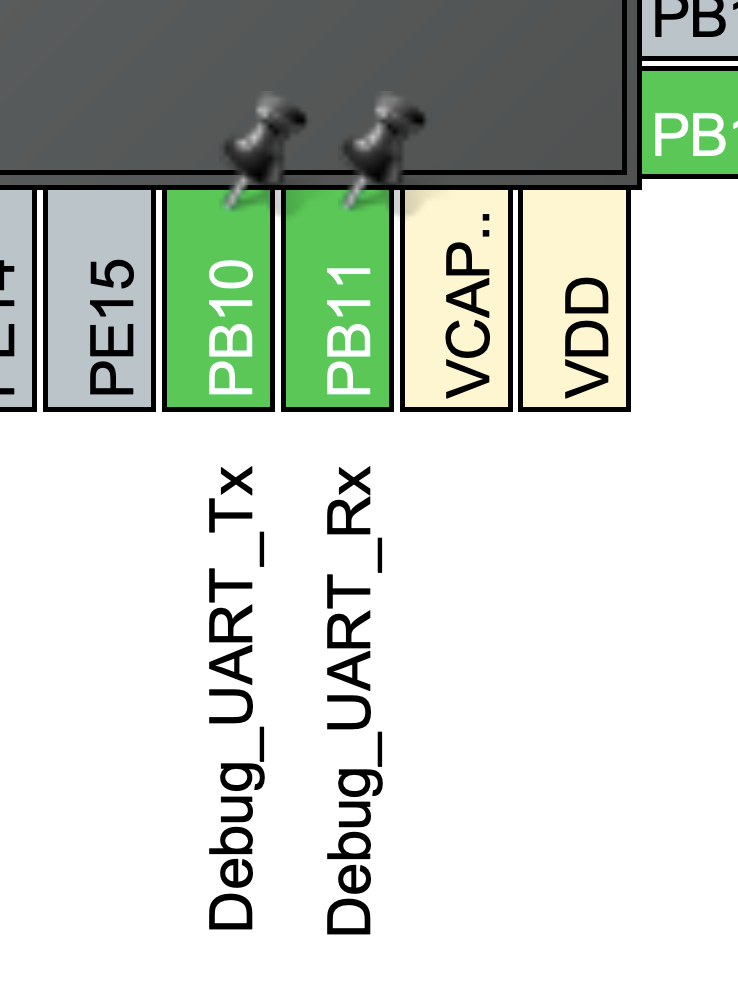 PE15
PB10
PB11
VCAP..
VDD
Debug_UART_Tx
Debug_UART_Rx